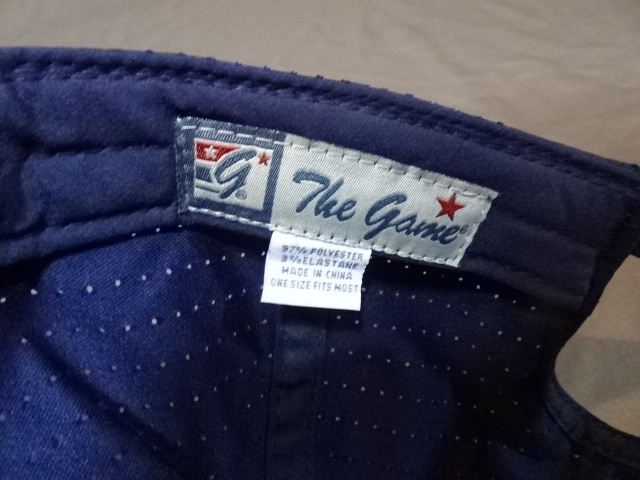 G®
The Game®
97% POLYESTER
3% ELASTANE
MADE IN CHINA
ONE SIZE FITS MOST